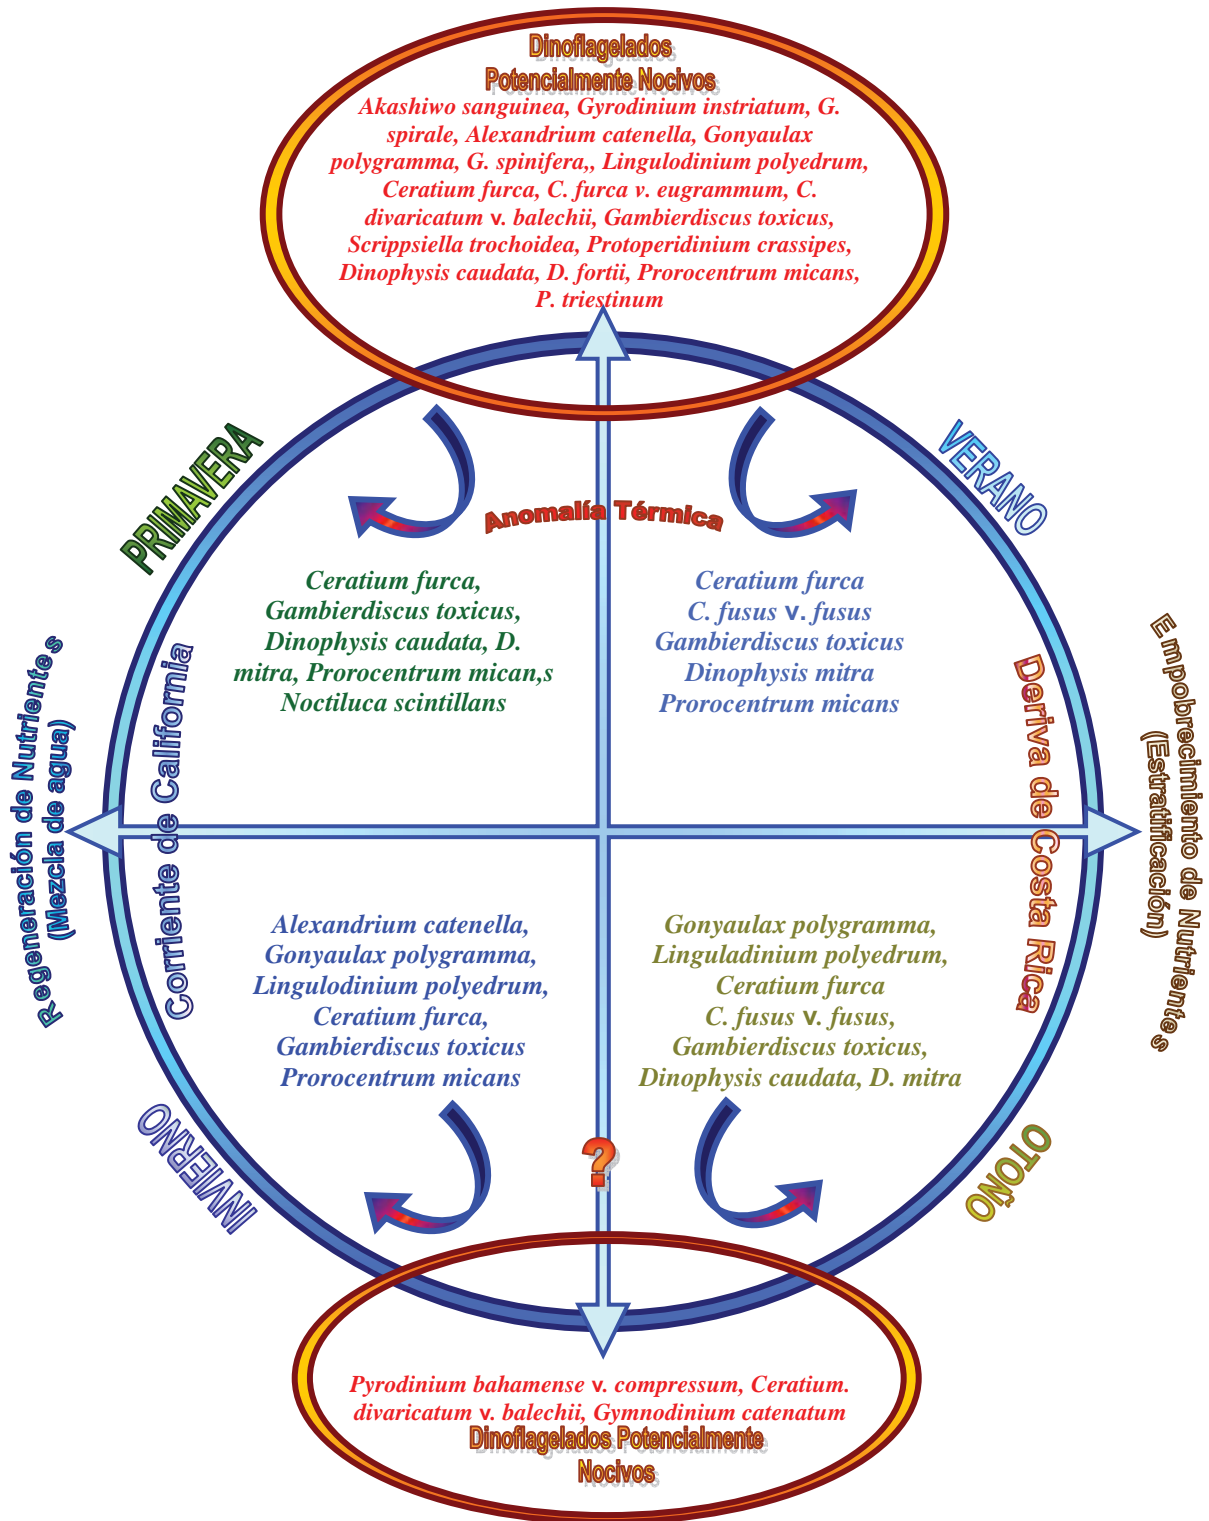 Dinoflagelados
Potencialmente Nocivos
Akashiwo sanguinea, Gyrodinium instriatum, G.
spirale, Alexandrium catenella, Gonyaulax
polygramma, G. spinifera,, Lingulodinium polyedrum,
Ceratium furca, C. furca v. eugrammum, C.
divaricatum v. balechii, Gambierdiscus toxicus,
Scrippsiella trochoidea, Protoperidinium crassipes,
Dinophysis caudata, D. fortii, Prorocentrum micans,
P. triestinum
PRIMAVERA
VERANO
Anomalía Térmica
Ceratium furca,
Gambierdiscus toxicus,
Dinophysis caudata, D.
mitra, Prorocentrum mican,s
Noctiluca scintillans
Ceratium furca
C. fusus v. fusus
Gambierdiscus toxicus
Dinophysis mitra
Prorocentrum micans
Regeneración de Nutrientes
(Mezcla de agua)
Corriente de California
Deriva de Costa Rica
Empobrecimiento de Nutrientes
(Estratificación)
Alexandrium catenella,
Gonyaulax polygramma,
Lingulodinium polyedrum,
Ceratium furca,
Gambierdiscus toxicus
Prorocentrum micans
Gonyaulax polygramma,
Linguladinium polyedrum,
Ceratium furca
C. fusus v. fusus,
Gambierdiscus toxicus,
Dinophysis caudata, D. mitra
INVIERNO
?
OTOÑO
Pyrodinium bahamense v. compressum, Ceratium.
divaricatum v. balechii, Gymnodinium catenatum
Dinoflagelados Potencialmente
Nocivos